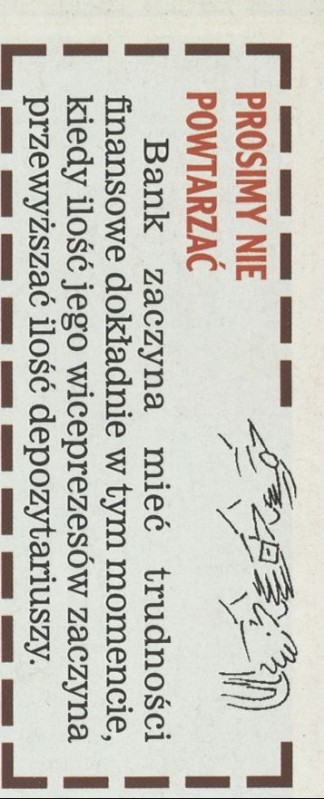 PROSIMY NIE
POWTARZAĆ
Bank zaczyna mieć trudności
finansowe dokładnie w tym momencie,
kiedy ilość jego wiceprezesów zaczyna
przewyższać ilość depozytariuszy.